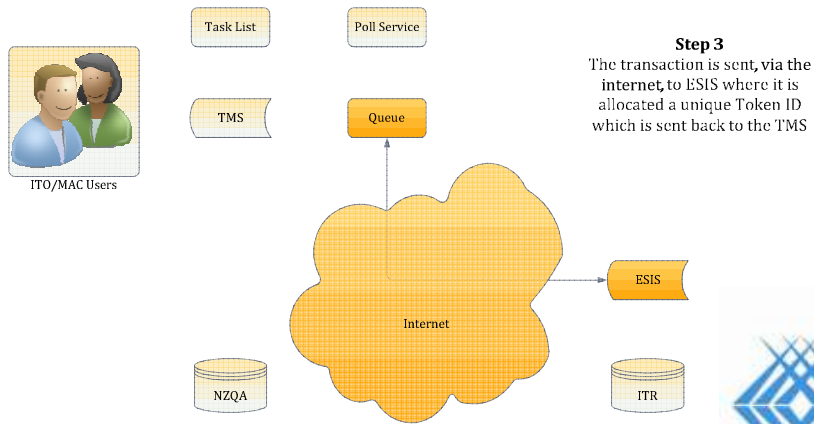 Task List
Poll Service
Step 3
The transaction is sent, via the
internet, to ESIS where it is
allocated a unique Token ID
which is sent back to the TMS
TMS
Queue
ITO/MAC Users
ESIS
Internet
NZQA
ITR